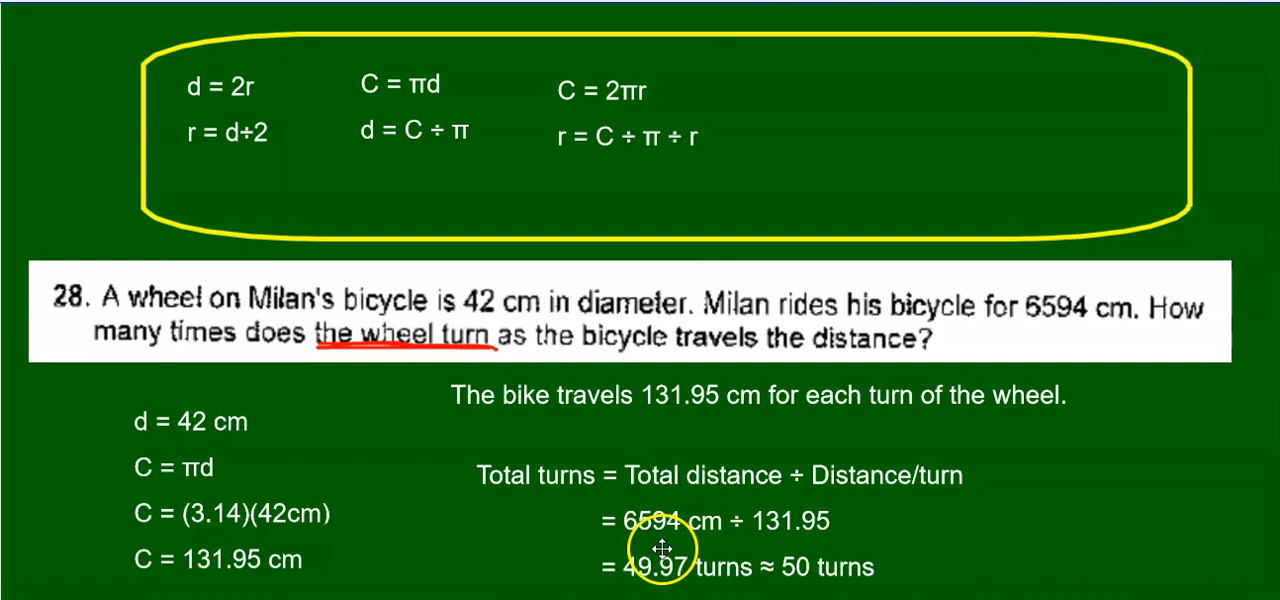 d = 2r
r = d÷2
C = πd
d = C ÷ π
C = 2πr
r = C ÷ π ÷ r
28. A wheel on Milan's bicycle is 42 cm in diameter. Milan rides his bicycle for 6594 cm. How
many times does the wheel turn as the bicycle travels the distance?
d = 42 cm
C = πd
C = (3.14)(42cm)
C = 131.95 cm
The bike travels 131.95 cm for each turn of the wheel.
Total turns = Total distance ÷ Distance/turn
= 6594 cm ÷ 131.95
= 49.97 turns ≈ 50 turns